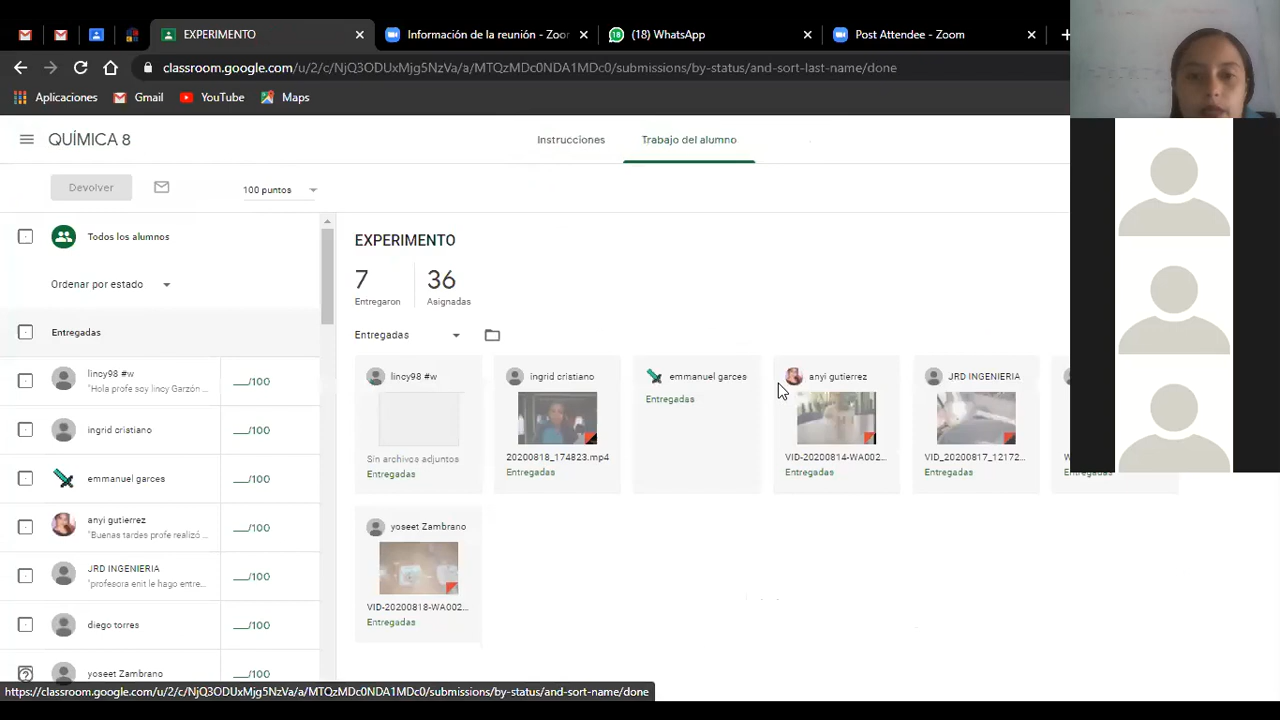 EXPERIMENTO
Información de la reunión - Zoor
(18) WhatsApp
Post Attendee - Zoom
classroom.google.com/u/2/c/NjQ3ODUxMjg5NzVa/a/MTQzMDc0NDA1MDc0/submissions/by-status/and-sort-last-name/done
Aplicaciones
Gmail
YouTube
Maps
QUÍMICA 8
Instrucciones
Trabajo del alumno
Devolver
100 puntos
Todos los alumnos
Ordenar por estado
Entregadas
lincy98 #w
"Hola profe soy lincy Garzón ...
__/100
ingrid cristiano
__/100
emmanuel garces
__/100
anyi gutierrez
"Buenas tardes profe realizó ...
__/100
JRD INGENIERIA
"profesora enit le hago entre...
__/100
diego torres
__/100
yoseet Zambrano
__/100
EXPERIMENTO
7
Entregaron
36
Asignadas
Entregadas
lincy98 #w
Sin archivos adjuntos
Entregadas
ingrid cristiano
20200818_174823.mp4
Entregadas
emmanuel garces
Entregadas
anyi gutierrez
VID-20200814-WA002...
Entregadas
JRD INGENIERIA
VID_20200817_12172...
Entregadas
yoseet Zambrano
VID-20200818-WA002...
Entregadas
https://classroom.google.com/u/2/c/NjQ3ODUxMjg5NzVa/a/MTQzMDc0NDA1MDc0/submissions/by-status/and-sort-name/done